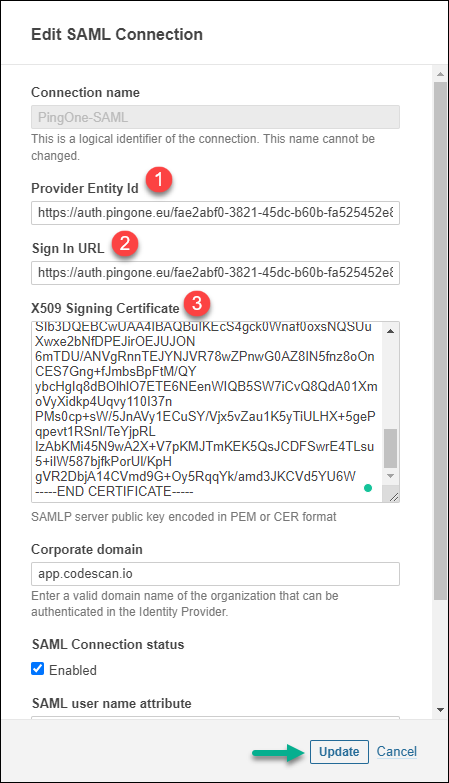 Edit SAML Connection
Connection name
PingOne-SAML
This is a logical identifier of the connection. This name cannot be
changed.
Provider Entity Id
1
https://auth.pingone.eu/fae2abf0-3821-45dc-b60b-fa525452e8
Sign In URL
2
https://auth.pingone.eu/fae2abf0-3821-45dc-b60b-fa525452e8
X509 Signing Certificate
3
SIb3DQEBCwUAA4IBAQBuIKEcS4gck0Wnaf0oxsNQSUu
Xwxe2bNfDPEJirOEJUJON
6mTDU/ANVgRnnTEJYNJVR78wZPnwG0AZ8IN5fnz8oOn
CES7Gng+fJmbsBpFtM/QY
ybcHgIq8dBOlhIO7ETE6NEenWIQB5SW7iCvQ8QdA01Xm
oVyXidkp4Uqvy110I37n
PMs0cp+sW/5JnAVy1ECuSY/Vjx5vZau1K5yTiULHX+5geP
qpevt1RSnI/TeYjpRL
IzAbKMi45N9wA2X+V7pKMJTmKEK5QsJCDFSwrE4TLsu
5+iIW587bjfkPorUl/KpH
gVR2DbjA14CVmd9G+Oy5RqqYk/amd3JKCVd5YU6W
-----END CERTIFICATE-----
SAMLP server public key encoded in PEM or CER format
Corporate domain
app.codescan.io
Enter a valid domain name of the organization that can be
authenticated in the Identity Provider.
SAML Connection status
Enabled
SAML user name attribute
Update
Cancel